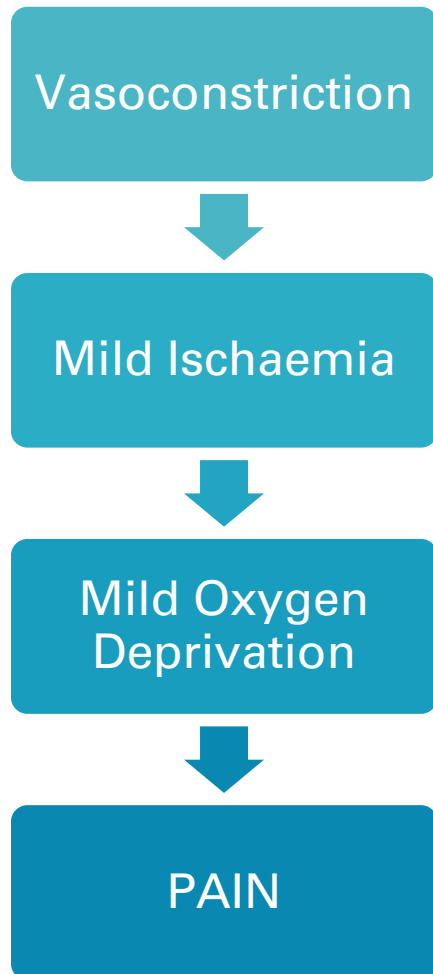 Vasoconstriction
Mild Ischaemia
Mild Oxygen
Deprivation
PAIN